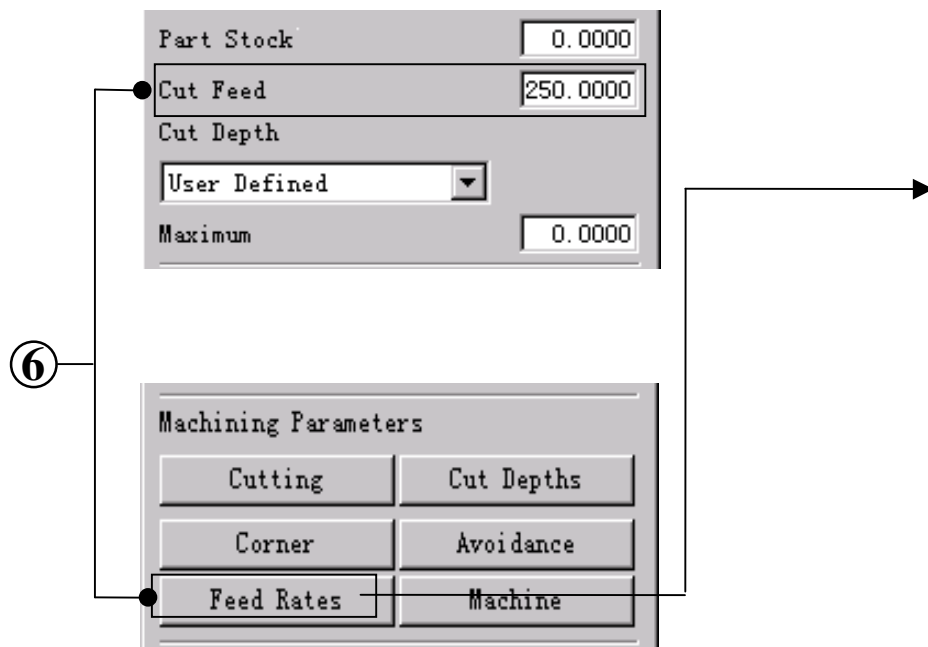 Part Stock 0.0000
Cut Feed 250.0000
Cut Depth
User Defined
Maximum 0.0000
⑥
Machining Parameters
Cutting Cut Depths
Corner Avoidance
Feed Rates Machine